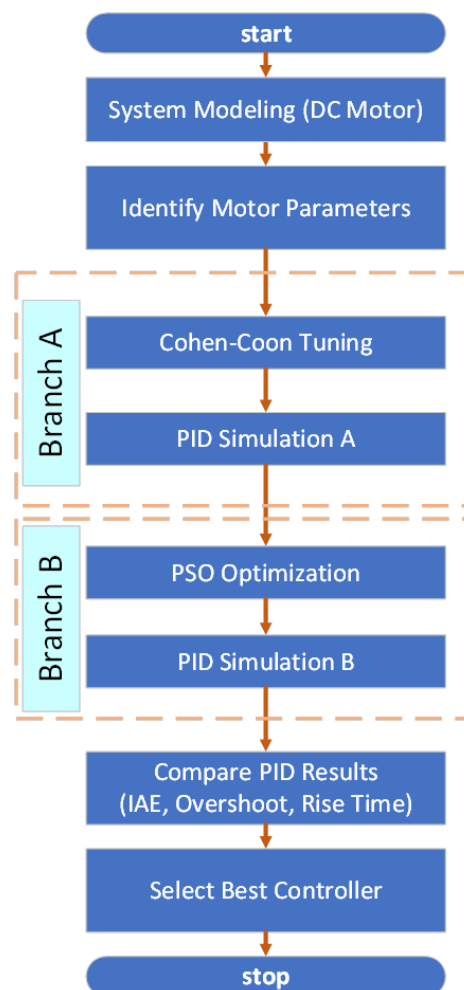 start
System Modeling (DC Motor)
Identify Motor Parameters
Branch A
Cohen-Coon Tuning
PID Simulation A
Branch B
PSO Optimization
PID Simulation B
Compare PID Results
(IAE, Overshoot, Rise Time)
Select Best Controller
stop